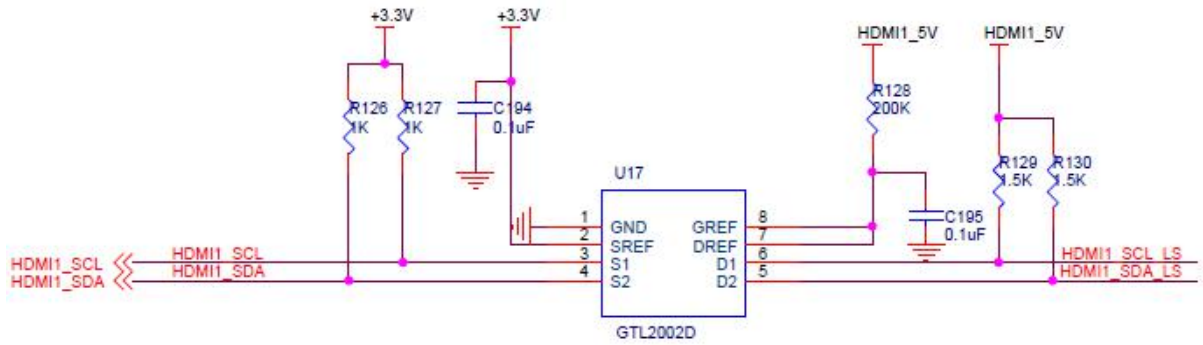 +3.3V
+3.3V
HDMI1_5V
HDMI1_5V
R126
1K
R127
1K
C194
0.1uF
R128
200K
R129
1.5K
R130
1.5K
U17
C195
0.1uF
1
GND
GREF
8
2
SREF
DREF
7
3
S1
D1
6
4
S2
D2
5
HDMI1_SCL
HDMI1_SCL
HDMI1_SCL_LS
HDMI1_SDA
HDMI1_SDA
HDMI1_SDA_LS
GTL2002D